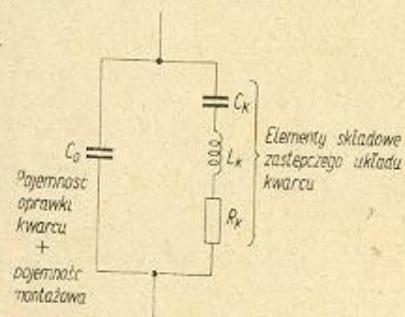 C₀
Pojemność
oprawki
kwarcu
+
pojemność
montażowa
Cₖ
Lₖ
Rₖ
Elementy składowe
zastępczego układu
kwarcu